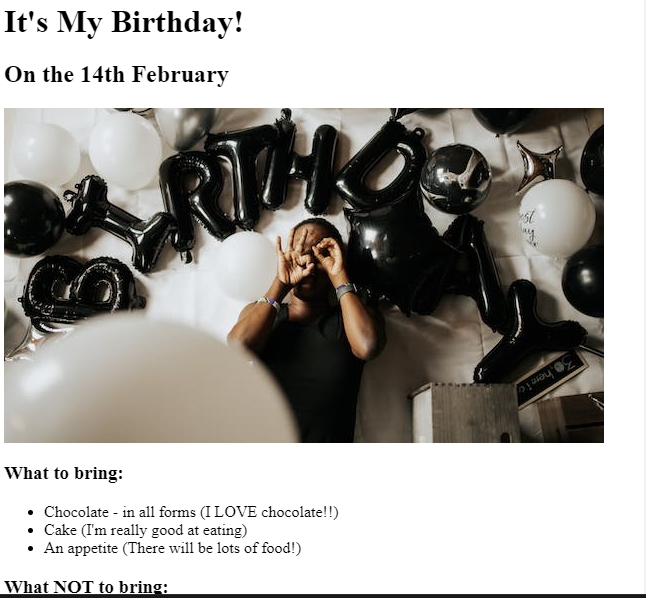 It's My Birthday!
On the 14th February
BIRTHDAY
What to bring:
Chocolate - in all forms (I LOVE chocolate!!)
Cake (I'm really good at eating)
An appetite (There will be lots of food!)
What NOT to bring: